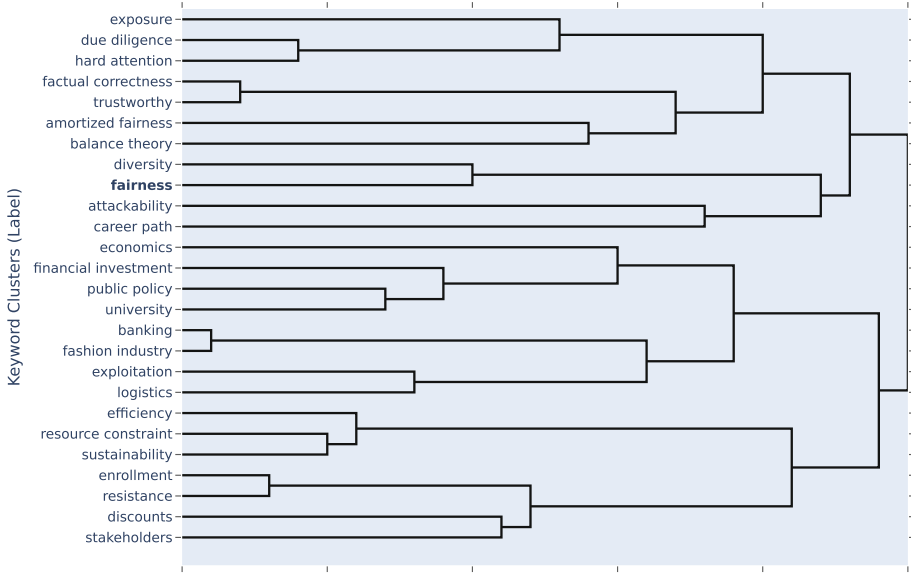 exposure
due diligence
hard attention
factual correctness
trustworthy
amortized fairness
balance theory
diversity
fairness
attackability
career path
economics
financial investment
public policy
university
banking
fashion industry
exploitation
logistics
efficiency
resource constraint
sustainability
enrollment
resistance
discounts
stakeholders
Keyword Clusters (Label)